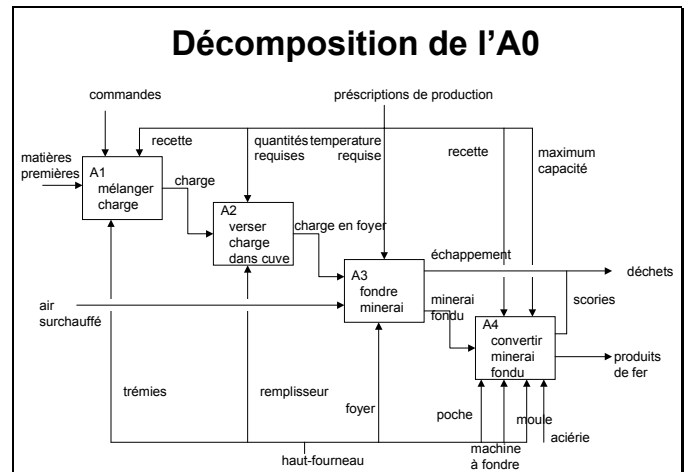 Décomposition de l'A0
commandes
préscriptions de production
recette
quantités
requises
temperature
requise
recette
maximum
capacité
matières
premières
A1
mélanger
charge
charge
A2
verser
charge
dans cuve
charge en foyer
échappement
déchets
A3
fondre
minerai
air
surchauffé
minerai
fondu
scories
A4
convertir
minerai
fondu
produits
de fer
trémies
remplisseur
foyer
poche
moule
aciérie
machine
à fondre
haut-fourneau